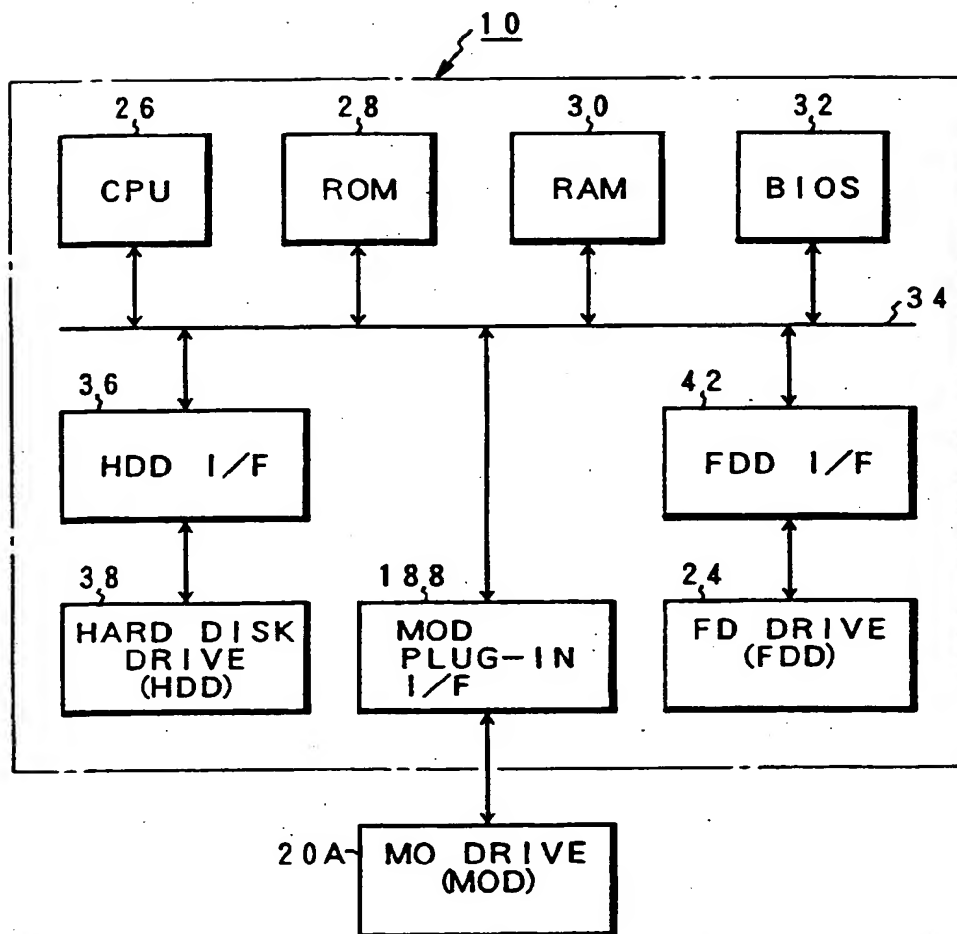 10
26
28
30
32
CPU
ROM
RAM
BIOS
34
36
42
HDD I/F
FDD I/F
38
188
24
HARD DISK
DRIVE
(HDD)
MOD
PLUG-IN
I/F
FD DRIVE
(FDD)
20A
MO DRIVE
(MOD)